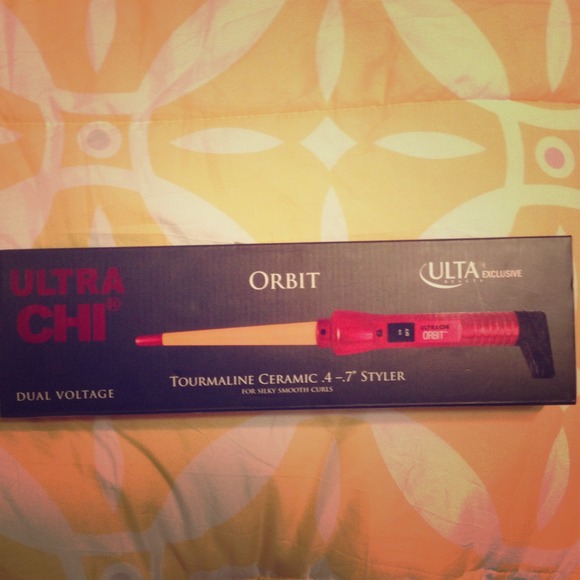 ULTRA
CHI®
ORBIT
ULTA
BEAUTY
EXCLUSIVE
ULTRA CHI
ORBIT
TOURMALINE CERAMIC .4 –.7" STYLER
FOR SILKY SMOOTH CURLS
DUAL VOLTAGE